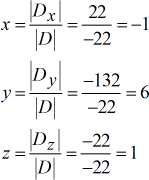 x = |Dx|/|D| = 22/-22 = -1
y = |Dy|/|D| = -132/-22 = 6
z = |Dz|/|D| = -22/-22 = 1